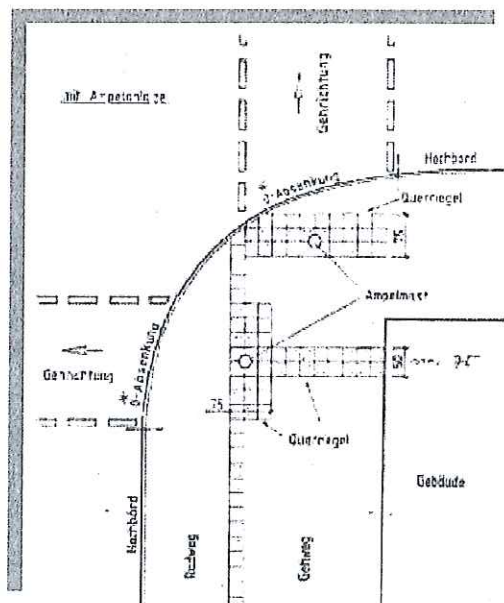 mit Ampelanlage
Gehrichtung
Hochbord
* 0-Absenkung
Querriegel
75
Ampelmast
* 0-Absenkung
Gehrichtung
50
75
Querriegel
Gebäude
Hochbord
Radweg
Gehweg